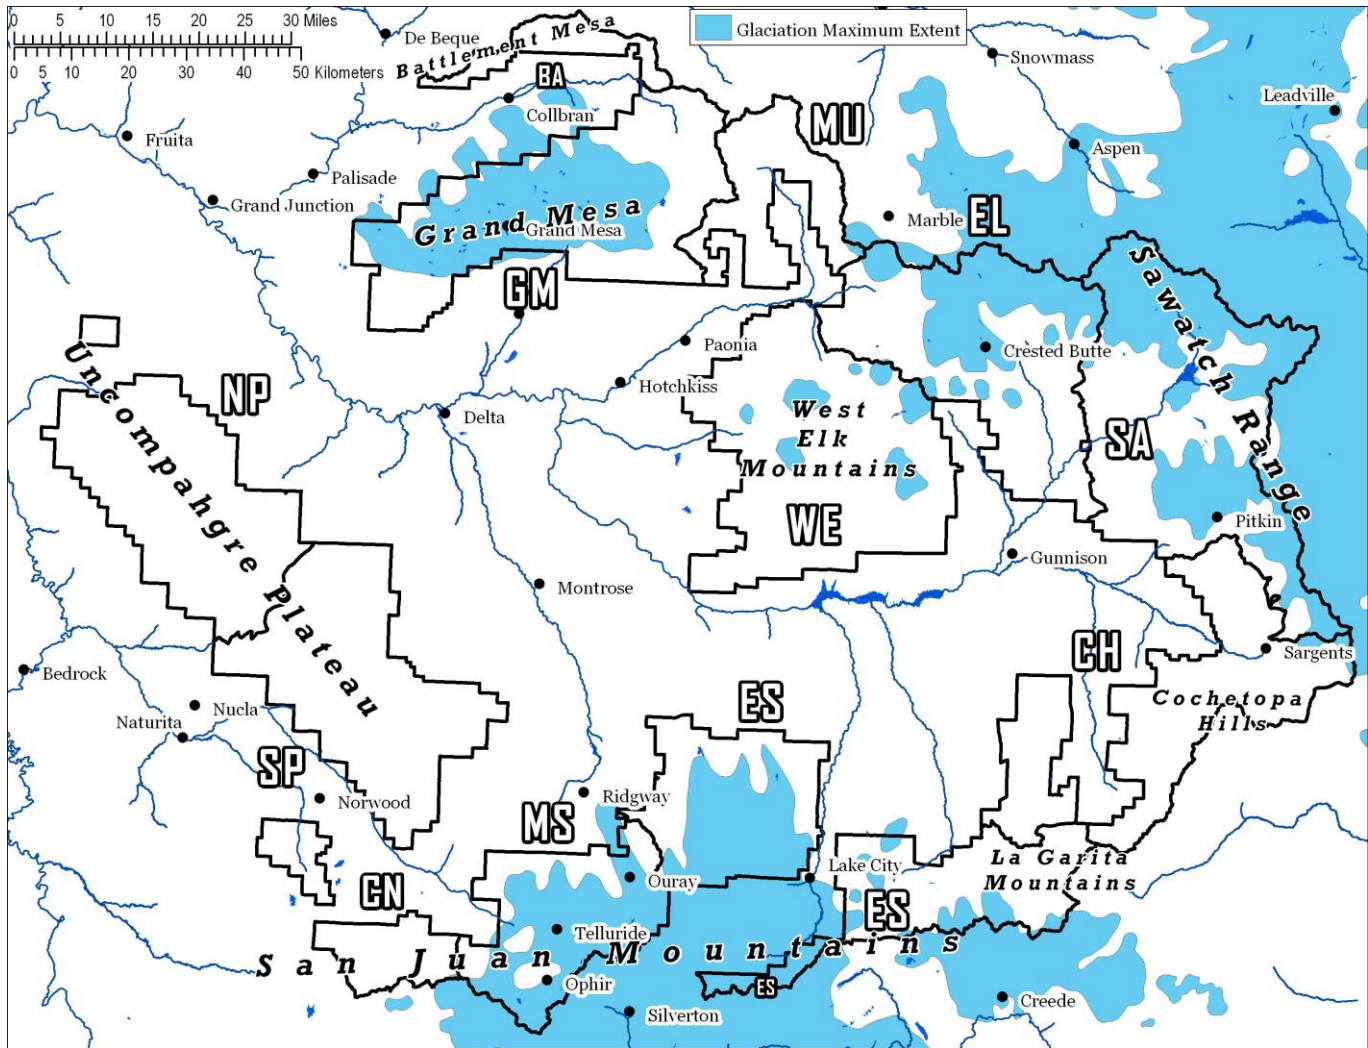 0 5 10 15 20 30 Miles
0 5 10 20 30 40 50 Kilometers
Glaciation Maximum Extent
De Beque
Battlement Mesa
BA
Collbran
Snowmass
Leadville
Fruita
MU
Aspen
Palisade
Grand Junction
Grand Mesa
Grand Mesa
Marble
EL
GM
Sawatch Range
Paonia
Crested Butte
Hotchkiss
Uncompahgre Plateau
NP
Delta
West
Elk
Mountains
SA
WE
Pitkin
Gunnison
Montrose
CH
Sargents
Bedrock
Nucla
Naturita
ES
Cochetopa
Hills
SP
Norwood
MS
Ridgway
Ouray
Lake City
La Garita
Mountains
CN
ES
Telluride
San Juan Mountains
Ophir
ES
Silverton
Creede